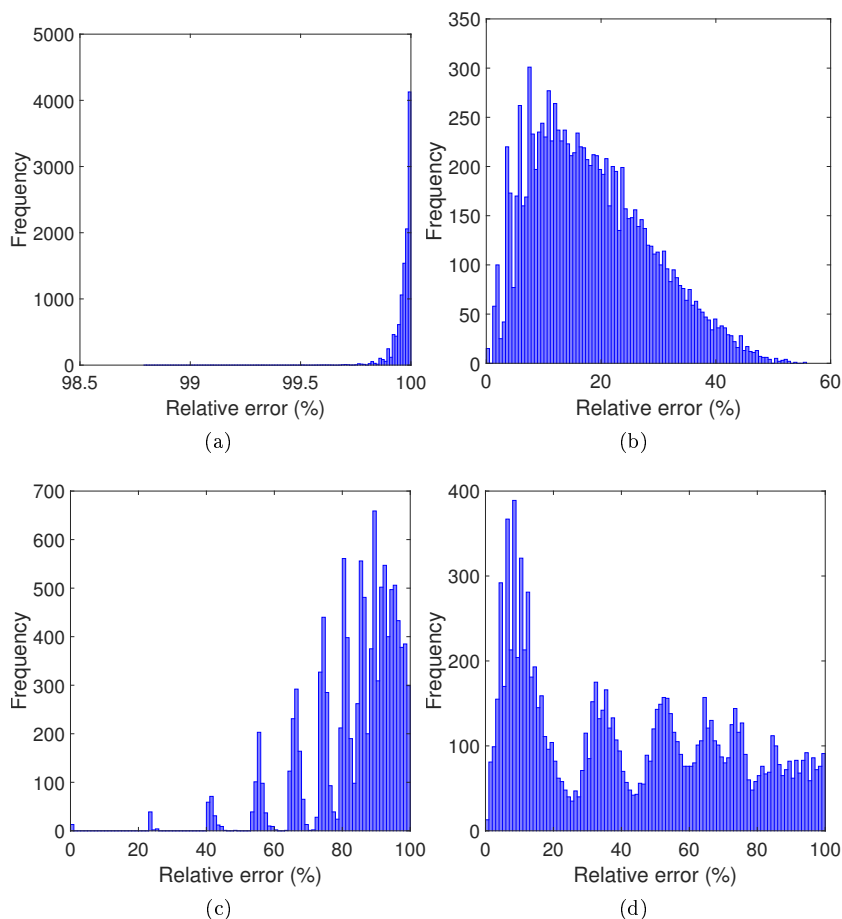 5000
4000
3000
2000
1000
0
Frequency
98.5 99 99.5 100
Relative error (%)
(a)
350
300
250
200
150
100
50
0
Frequency
0 20 40 60
Relative error (%)
(b)
700
600
500
400
300
200
100
0
Frequency
0 20 40 60 80 100
Relative error (%)
(c)
400
300
200
100
0
Frequency
0 20 40 60 80 100
Relative error (%)
(d)